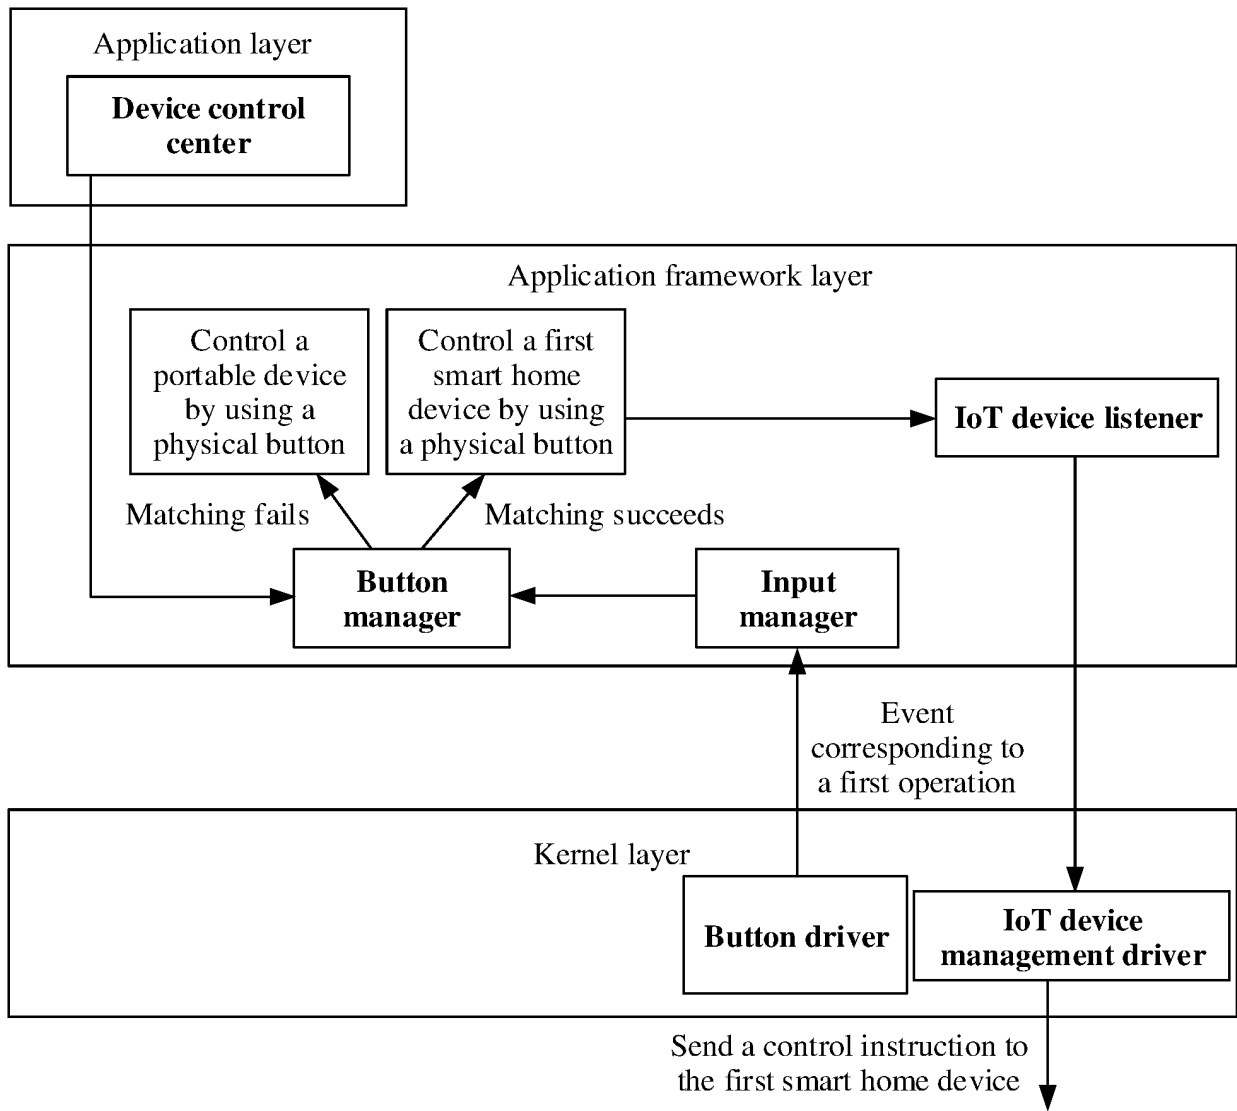 Application layer
Device control
center
Application framework layer
Control a
portable device
by using a
physical button
Control a first
smart home
device by using
a physical button
IoT device listener
Matching fails
Matching succeeds
Button
manager
Input
manager
Event
corresponding to
a first operation
Kernel layer
Button driver
IoT device
management driver
Send a control instruction to
the first smart home device